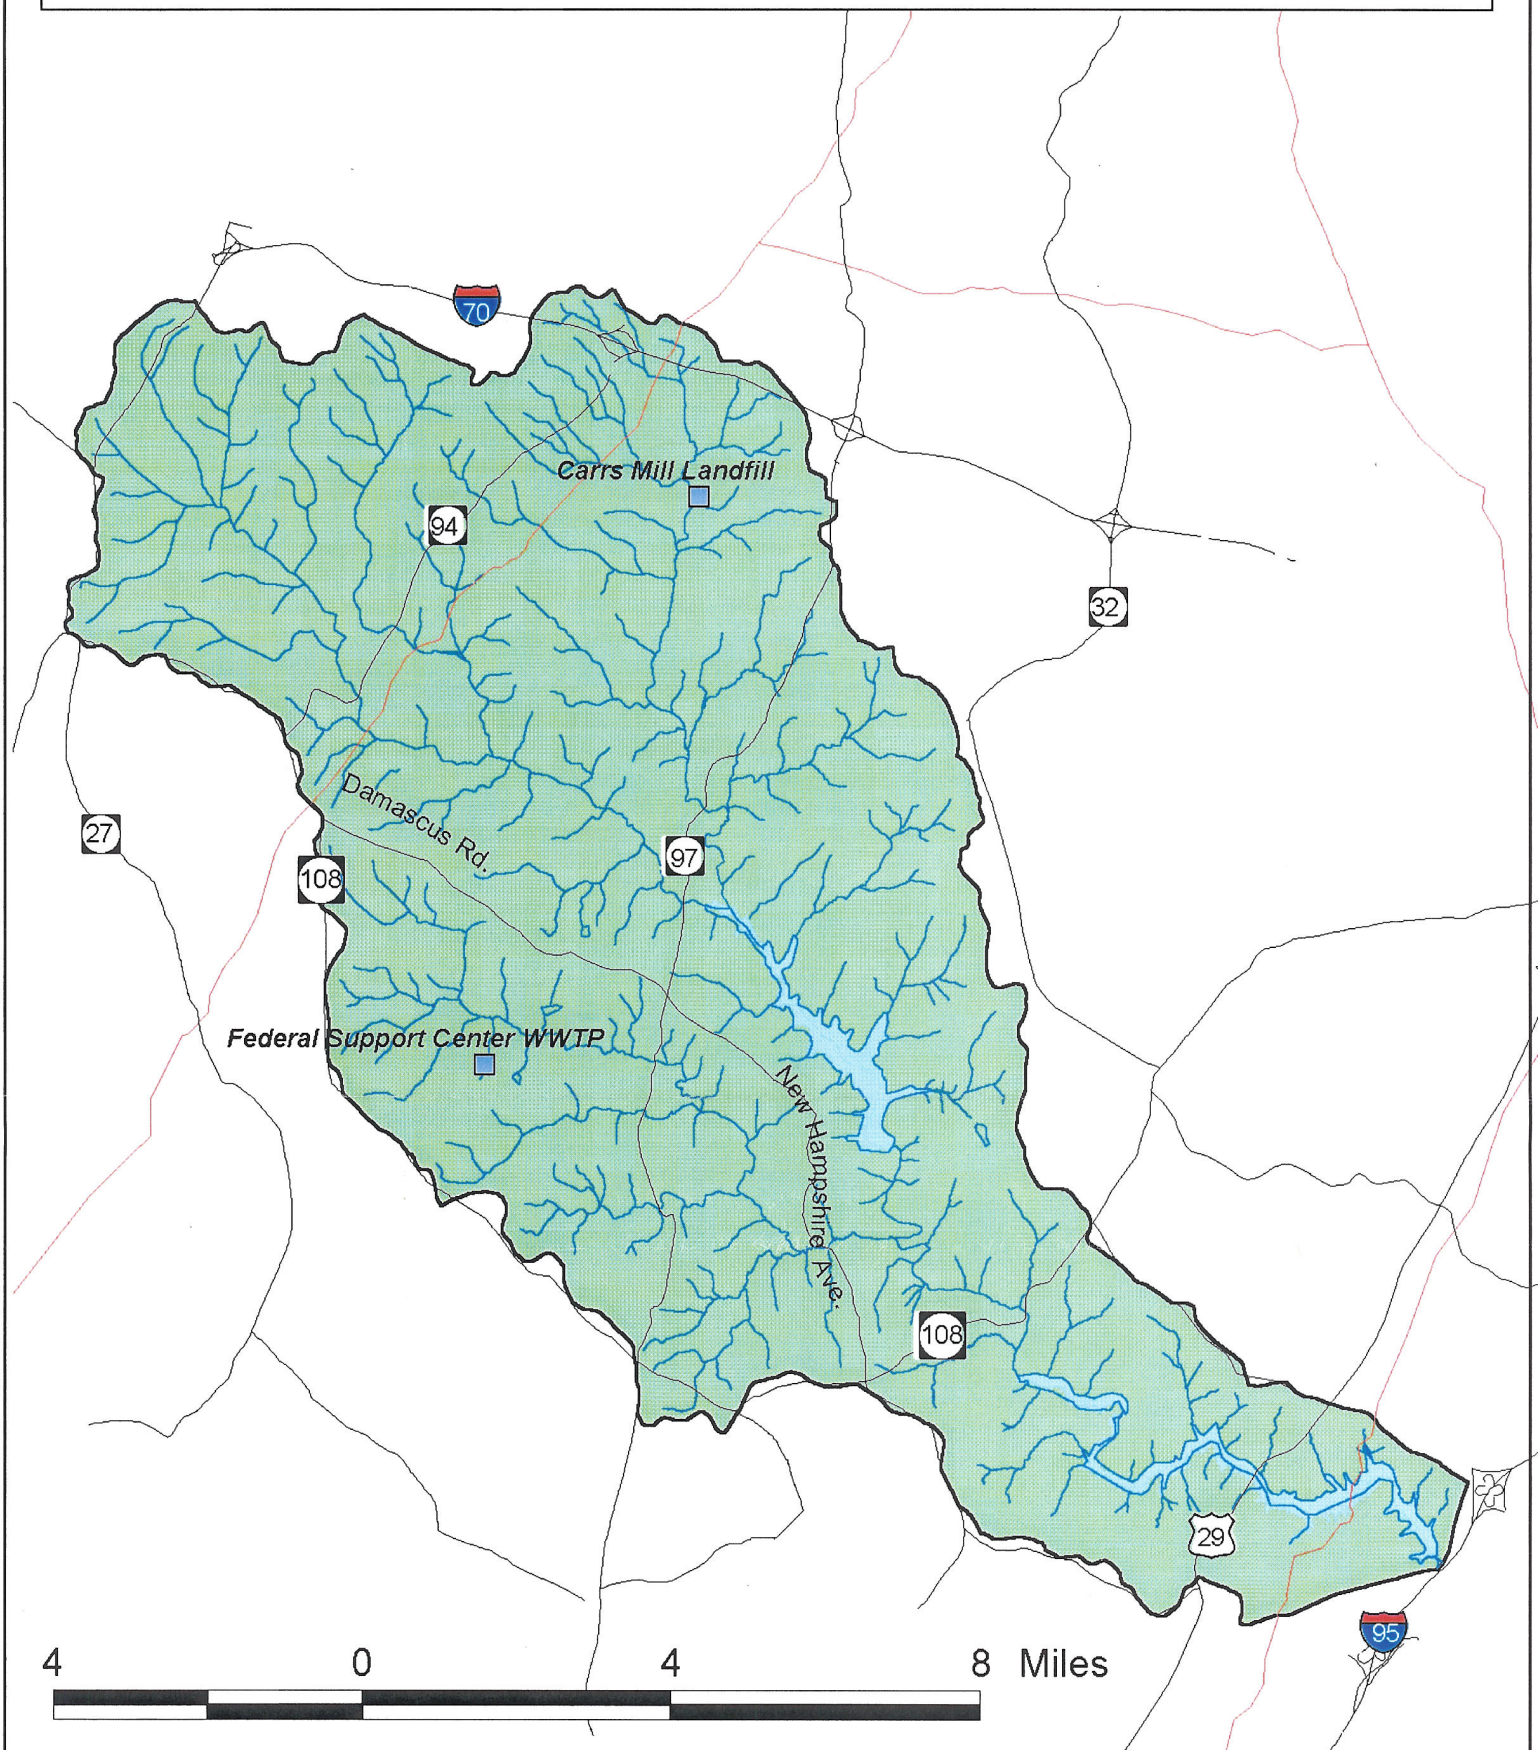 70
Carrs Mill Landfill
94
32
Damascus Rd.
27
97
108
Federal Support Center WWTP
New Hampshire Ave.
108
29
95
4 0 4 8 Miles